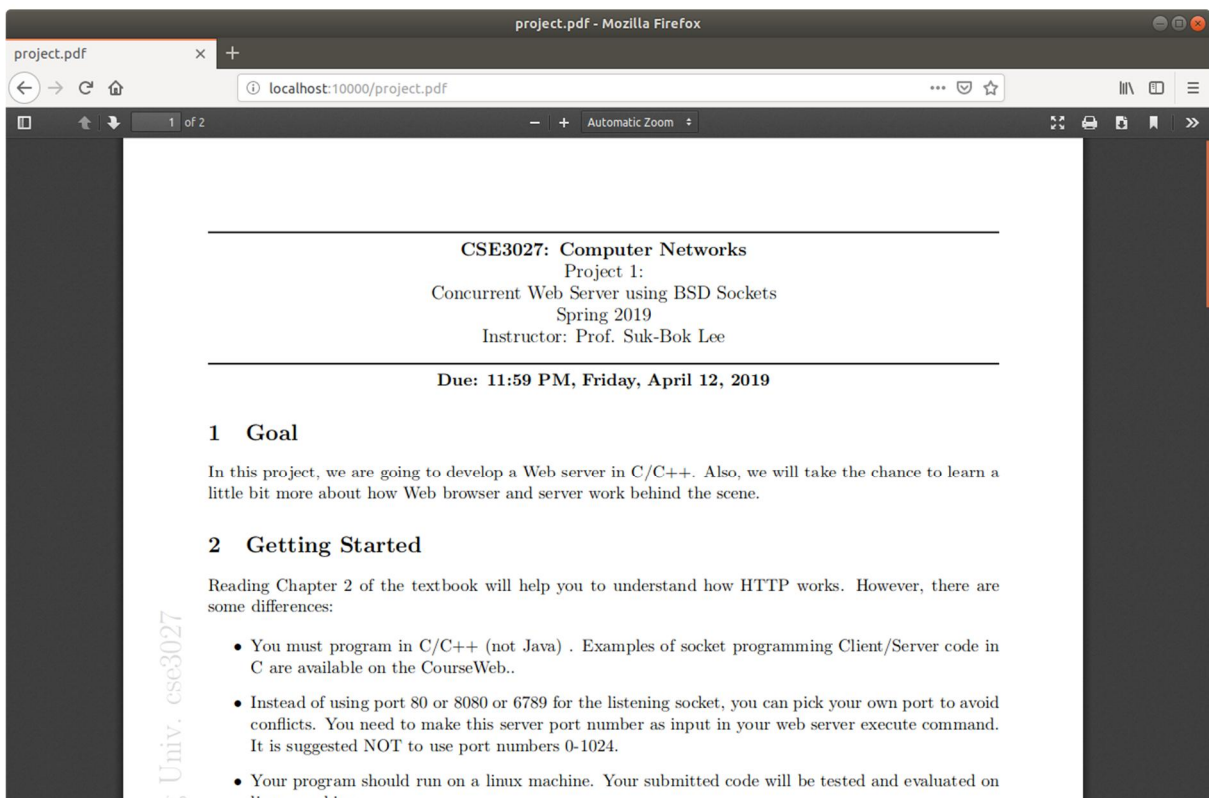 project.pdf - Mozilla Firefox
project.pdf
localhost:10000/project.pdf
1 of 2
Automatic Zoom
CSE3027: Computer Networks
Project 1:
Concurrent Web Server using BSD Sockets
Spring 2019
Instructor: Prof. Suk-Bok Lee
Due: 11:59 PM, Friday, April 12, 2019
1 Goal
In this project, we are going to develop a Web server in C/C++. Also, we will take the chance to learn a
little bit more about how Web browser and server work behind the scene.
2 Getting Started
Reading Chapter 2 of the textbook will help you to understand how HTTP works. However, there are
some differences:
• You must program in C/C++ (not Java) . Examples of socket programming Client/Server code in
C are available on the CourseWeb..
• Instead of using port 80 or 8080 or 6789 for the listening socket, you can pick your own port to avoid
conflicts. You need to make this server port number as input in your web server execute command.
It is suggested NOT to use port numbers 0-1024.
• Your program should run on a linux machine. Your submitted code will be tested and evaluated on
Univ. cse3027